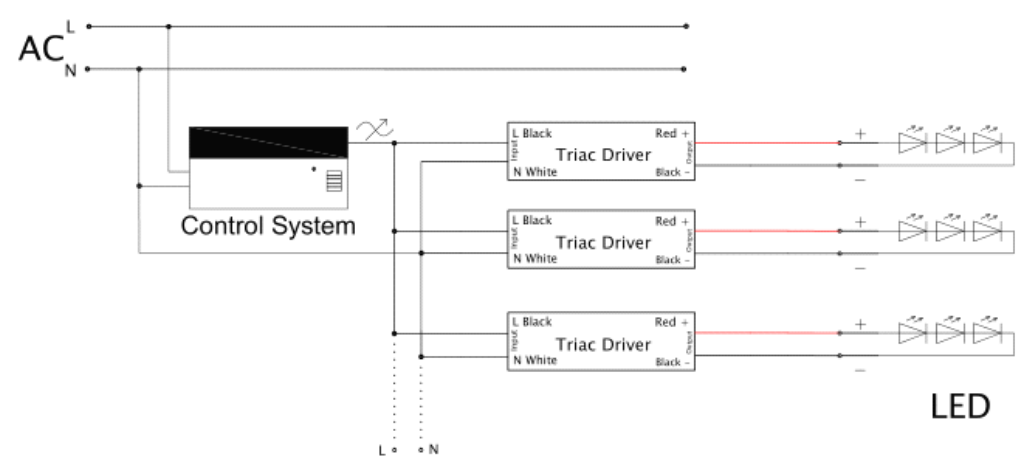 L
AC
N
L Black
Red +
Input
Triac Driver
Output
N White
Black -
Control System
L Black
Red +
Input
Triac Driver
Output
N White
Black -
L Black
Red +
Input
Triac Driver
Output
N White
Black -
+
–
+
–
+
–
LED
L
N